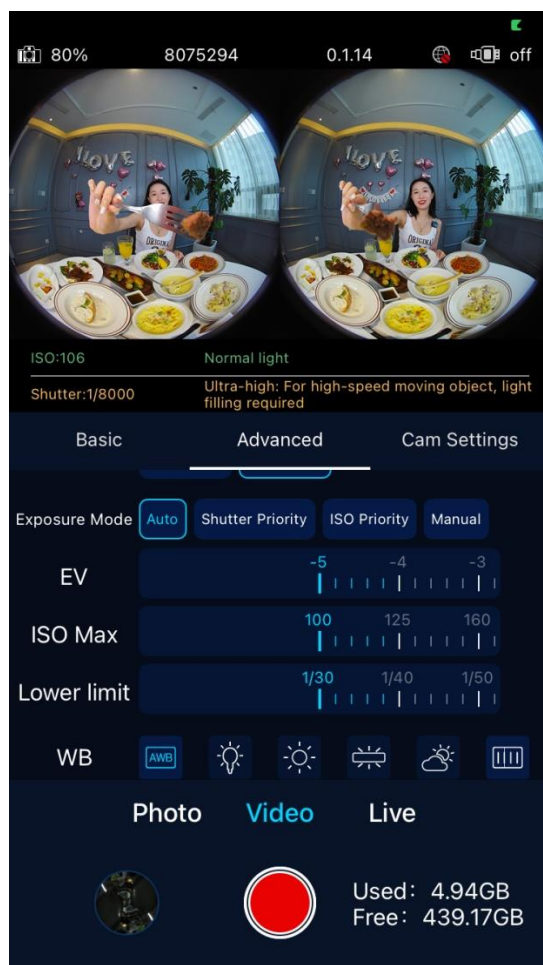 80% 8075294 0.1.14 off
I LOVE
ORIGINA
I LOVE
ORIGINA
ISO:106 Normal light
Shutter:1/8000 Ultra-high: For high-speed moving object, light
filling required
Basic Advanced Cam Settings
Exposure Mode Auto Shutter Priority ISO Priority Manual
-5 -4 -3
EV
100 125 160
ISO Max
1/30 1/40 1/50
Lower limit
WB AWB
Photo Video Live
Used: 4.94GB
Free: 439.17GB